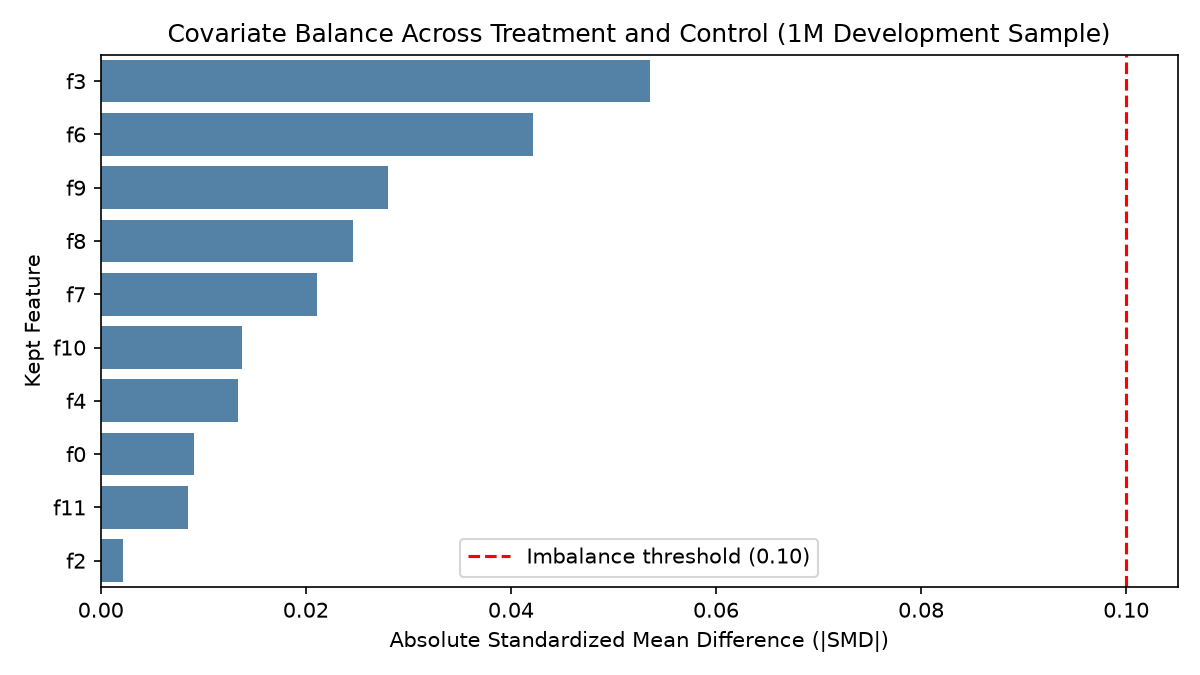 Covariate Balance Across Treatment and Control (1M Development Sample)
Kept Feature
f3
f6
f9
f8
f7
f10
f4
f0
f11
f2
Imbalance threshold (0.10)
0.00 0.02 0.04 0.06 0.08 0.10
Absolute Standardized Mean Difference (|SMD|)